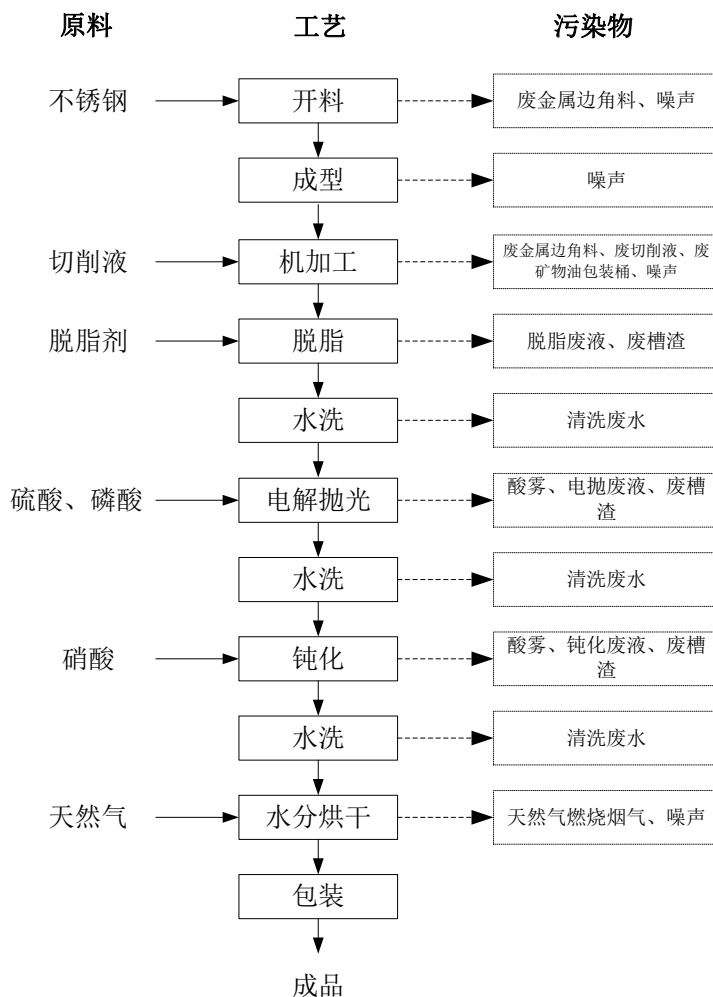 原料 工艺 污染物
不锈钢 开料 废金属边角料、噪声
成型 噪声
切削液 机加工 废金属边角料、废切削液、废
矿物油包装桶、噪声
脱脂剂 脱脂 脱脂废液、废槽渣
水洗 清洗废水
硫酸、磷酸 电解抛光 酸雾、电抛废液、废槽
渣
水洗 清洗废水
硝酸 钝化 酸雾、钝化废液、废槽
渣
水洗 清洗废水
天然气 水分烘干 天然气燃烧烟气、噪声
包装
成品